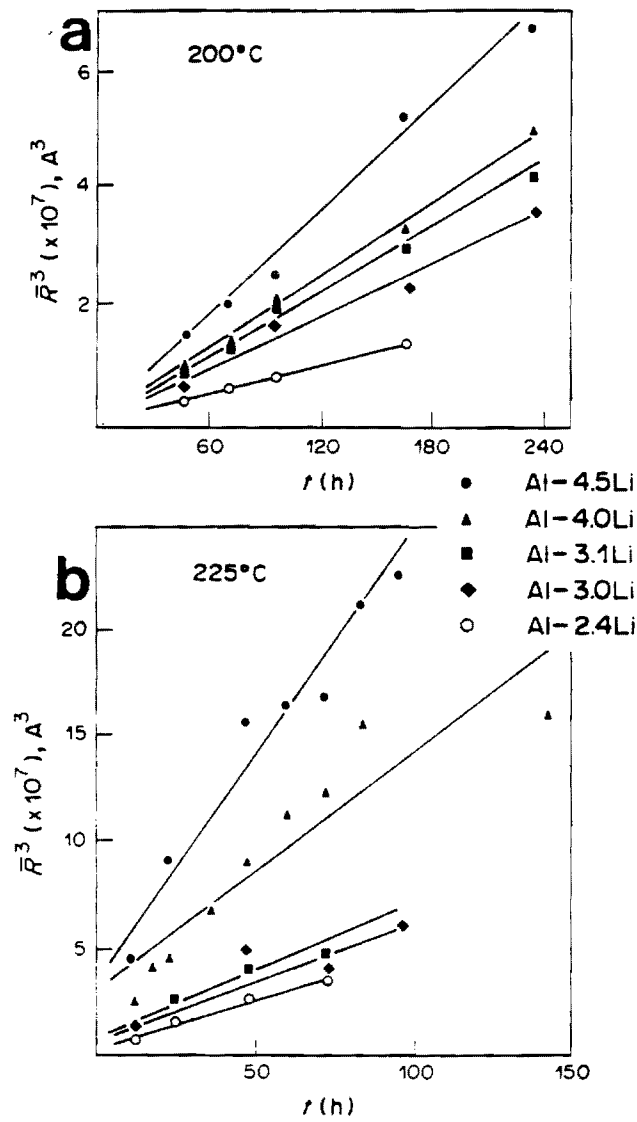 a
200°C
6
4
2
R̄³ (×10⁷), A³
60
120
180
240
t (h)
Al-4.5Li
Al-4.0Li
Al-3.1Li
Al-3.0Li
Al-2.4Li
b
225°C
20
15
10
5
R̄³ (×10⁷), A³
50
100
150
t (h)